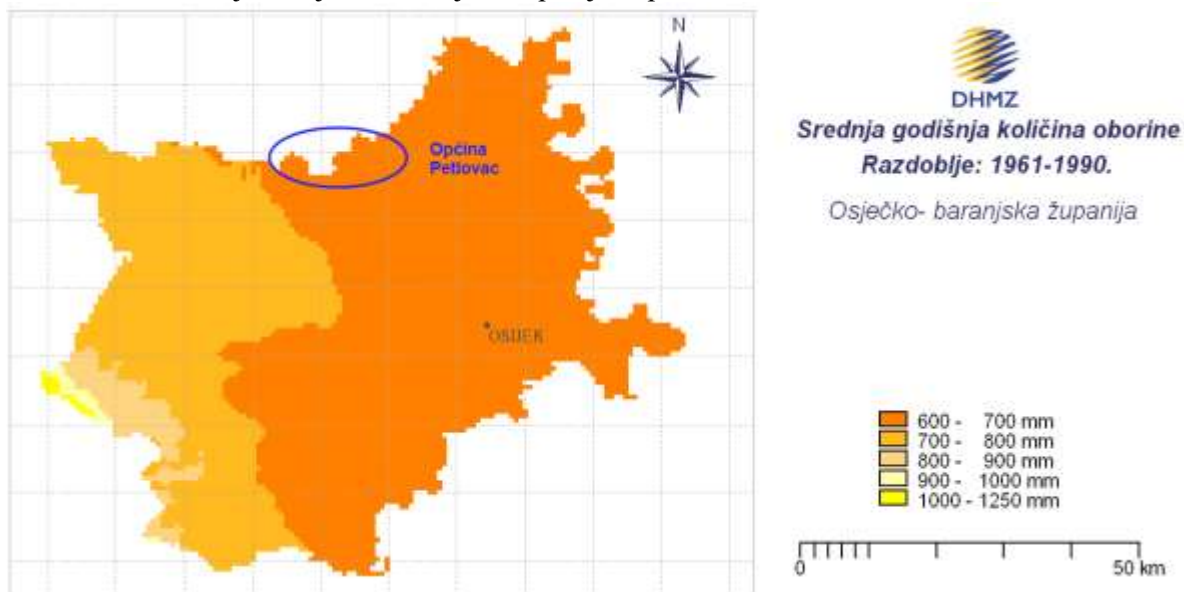 N
Općina
Petlovac
OSIJEK
DHMZ
Srednja godišnja količina oborine
Razdoblje: 1961-1990.
Osječko- baranjska županija
600 - 700 mm
700 - 800 mm
800 - 900 mm
900 - 1000 mm
1000 - 1250 mm
0 50 km